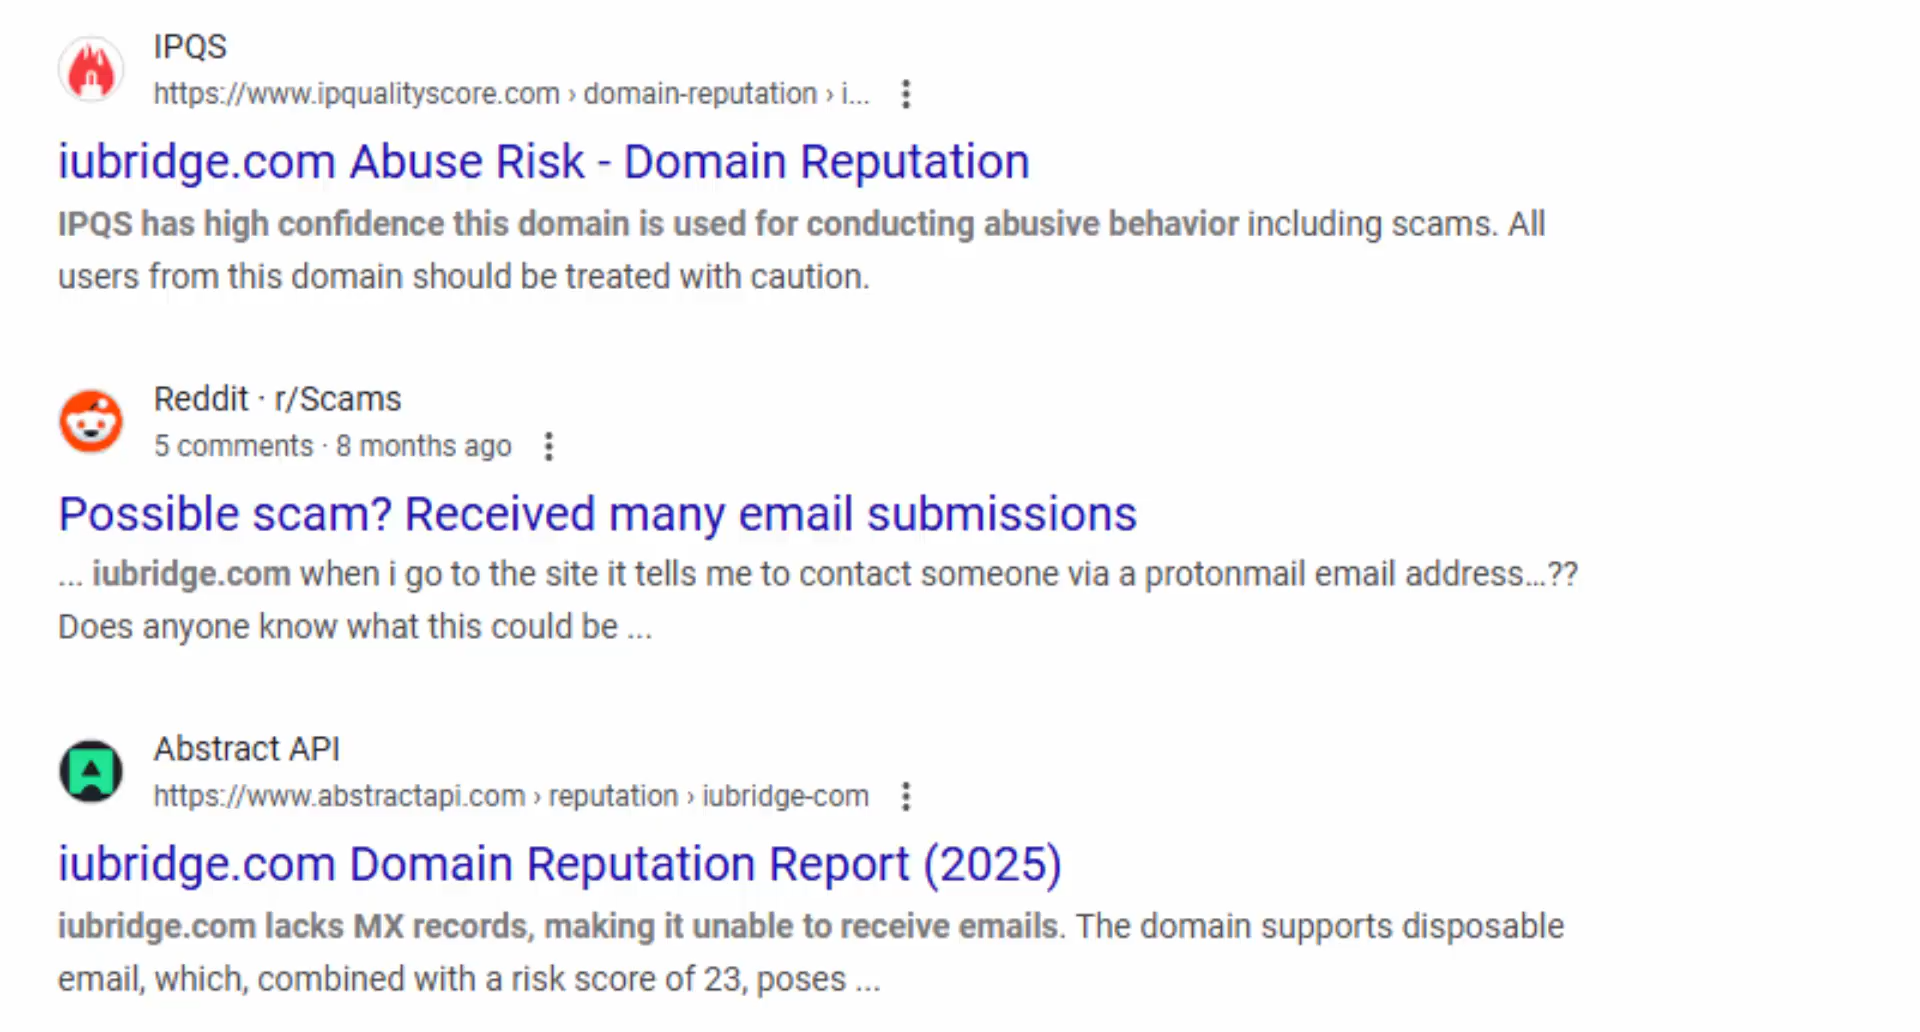 IPQS
https://www.ipqualityscore.com › domain-reputation › i...
iubridge.com Abuse Risk - Domain Reputation
IPQS has high confidence this domain is used for conducting abusive behavior including scams. All
users from this domain should be treated with caution.
Reddit · r/Scams
5 comments · 8 months ago
Possible scam? Received many email submissions
... iubridge.com when i go to the site it tells me to contact someone via a protonmail email address...??
Does anyone know what this could be ...
Abstract API
https://www.abstractapi.com › reputation › iubridge-com
iubridge.com Domain Reputation Report (2025)
iubridge.com lacks MX records, making it unable to receive emails. The domain supports disposable
email, which, combined with a risk score of 23, poses ...